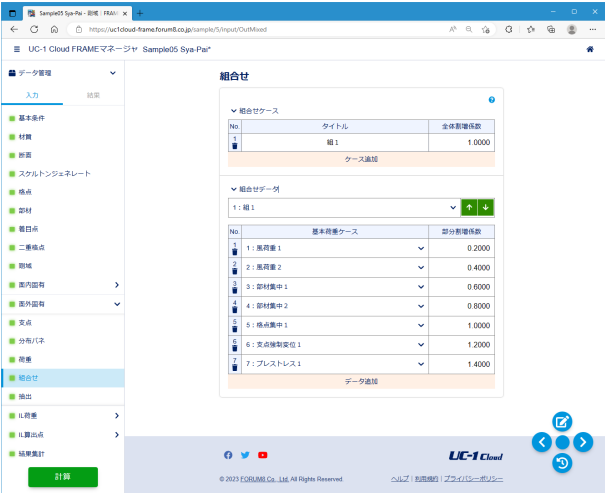 Sample05 Sya-Pai - 剛域 | FRAM
https://uc1cloud-frame.forum8.co.jp/sample/5/input/OutMixed
UC-1 Cloud FRAMEマネージャ Sample05 Sya-Pai*
データ管理
入力 結果
基本条件
材質
断面
スケルトンジェネレート
格点
部材
着目点
二重格点
剛域
面内固有
面外固有
支点
分布バネ
荷重
組合せ
抽出
IL荷重
IL算出点
結果集計
計算
組合せ
組合せケース
No. タイトル 全体割増係数
1 組1 1.0000
ケース追加
組合せデータ
1：組1
No. 基本荷重ケース 部分割増係数
1 1：風荷重1 0.2000
2 2：風荷重2 0.4000
3 3：部材集中1 0.6000
4 4：部材集中2 0.8000
5 5：格点集中1 1.0000
6 6：支点強制変位1 1.2000
7 7：プレストレス1 1.4000
データ追加
UC-1 Cloud
© 2023 FORUM8 Co., Ltd. All Rights Reserved.
ヘルプ | 利用規約 | プライバシーポリシー